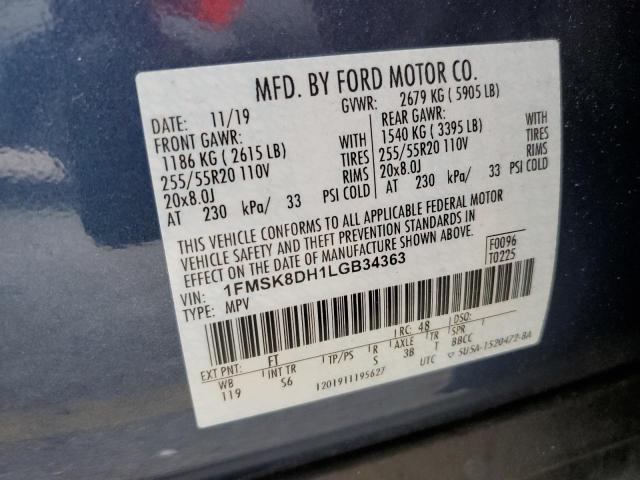 MFD. BY FORD MOTOR CO.
DATE: 11/19 GVWR: 2679 KG ( 5905 LB)
FRONT GAWR: REAR GAWR:
1186 KG ( 2615 LB) 1540 KG ( 3395 LB)
255/55R20 110V TIRES 255/55R20 110V TIRES
20x8.0J RIMS 20x8.0J RIMS
AT 230 kPa/ 33 PSI COLD AT 230 kPa/ 33 PSI COLD
THIS VEHICLE CONFORMS TO ALL APPLICABLE FEDERAL MOTOR
VEHICLE SAFETY AND THEFT PREVENTION STANDARDS IN
EFFECT ON THE DATE OF MANUFACTURE SHOWN ABOVE.
VIN: 1FMSK8DH1LGB34363 F0096
TYPE: MPV T0225
EXT PNT: FT RC: 48 DSO:
WB INT TR TP/PS R AXLE T SPR
119 S6 S 3B T BBCC
1201911195627 UTC SU5A-1520472-BA